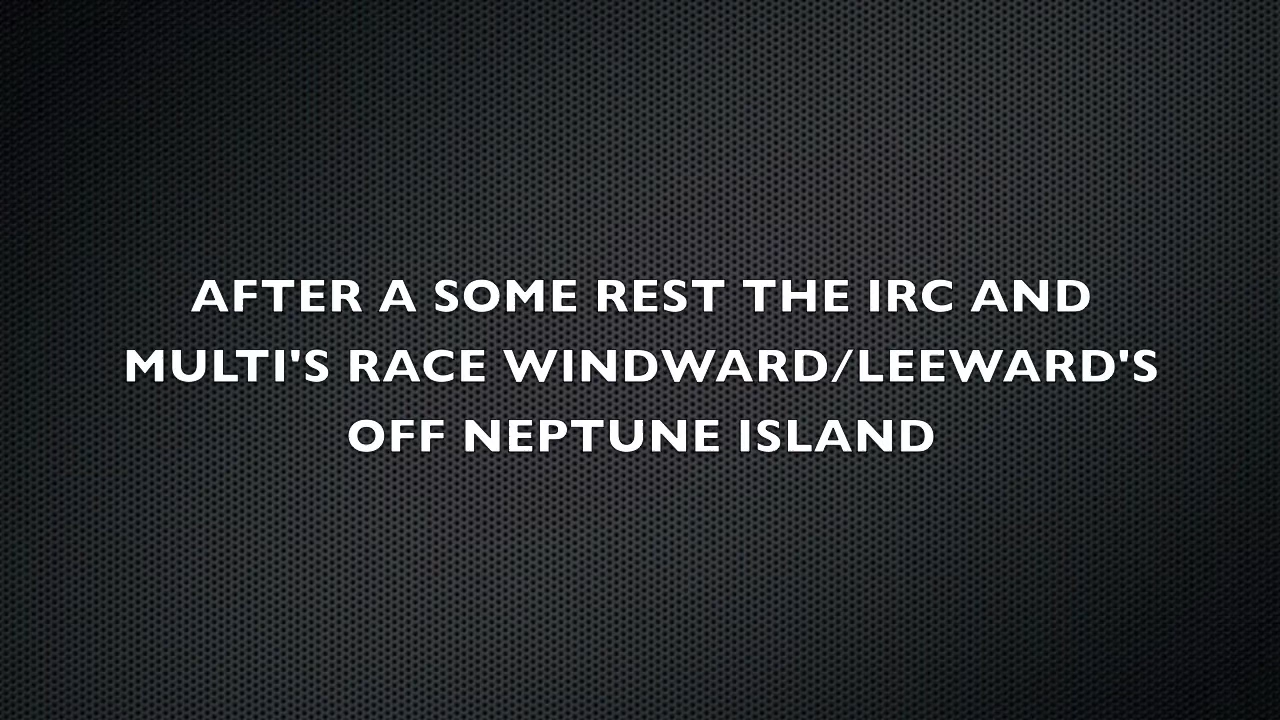 AFTER A SOME REST THE IRC AND
MULTI'S RACE WINDWARD/LEEWARD'S
OFF NEPTUNE ISLAND